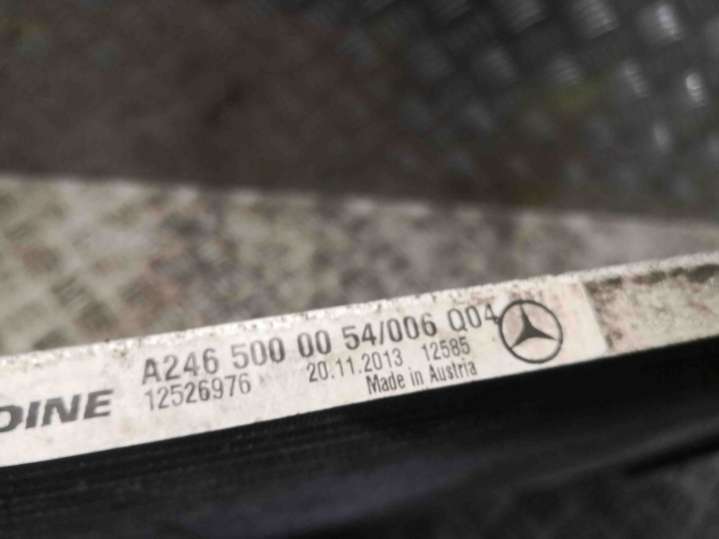 DINE A246 500 00 54/006 Q04
12526976 20.11.2013 12585
Made in Austria